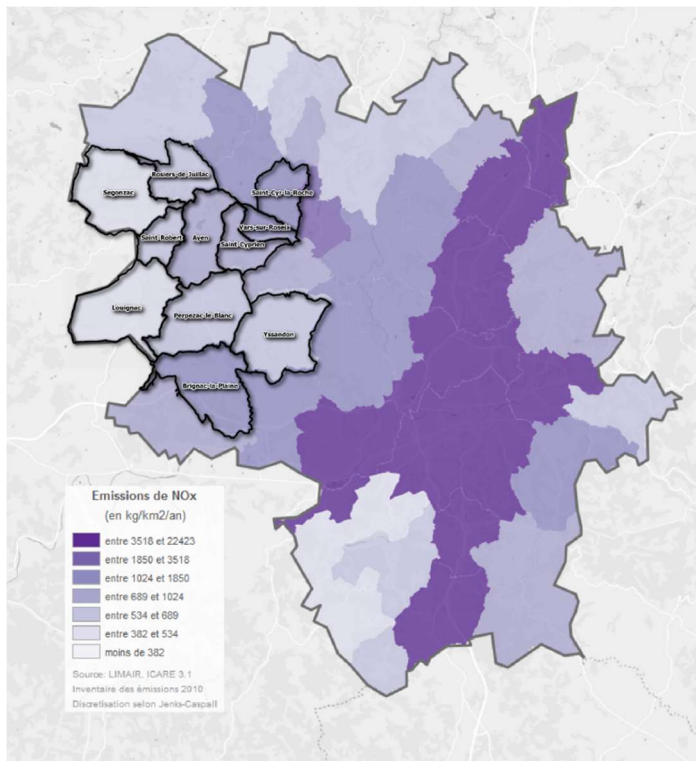 Rosiers-de-Juillac
Segonzac
Saint-Cyr-la-Roche
Vars-sur-Roseix
Saint-Robert
Ayen
Saint-Cyprien
Louignac
Perpezac-le-Blanc
Yssandon
Brignac-la-Plaine
Emissions de NOx
(en kg/km2/an)
entre 3518 et 22423
entre 1850 et 3518
entre 1024 et 1850
entre 689 et 1024
entre 534 et 689
entre 382 et 534
moins de 382
Source: LIMAIR, ICARE 3.1
Inventaire des émissions 2010
Discretisation selon Jenks-Caspall